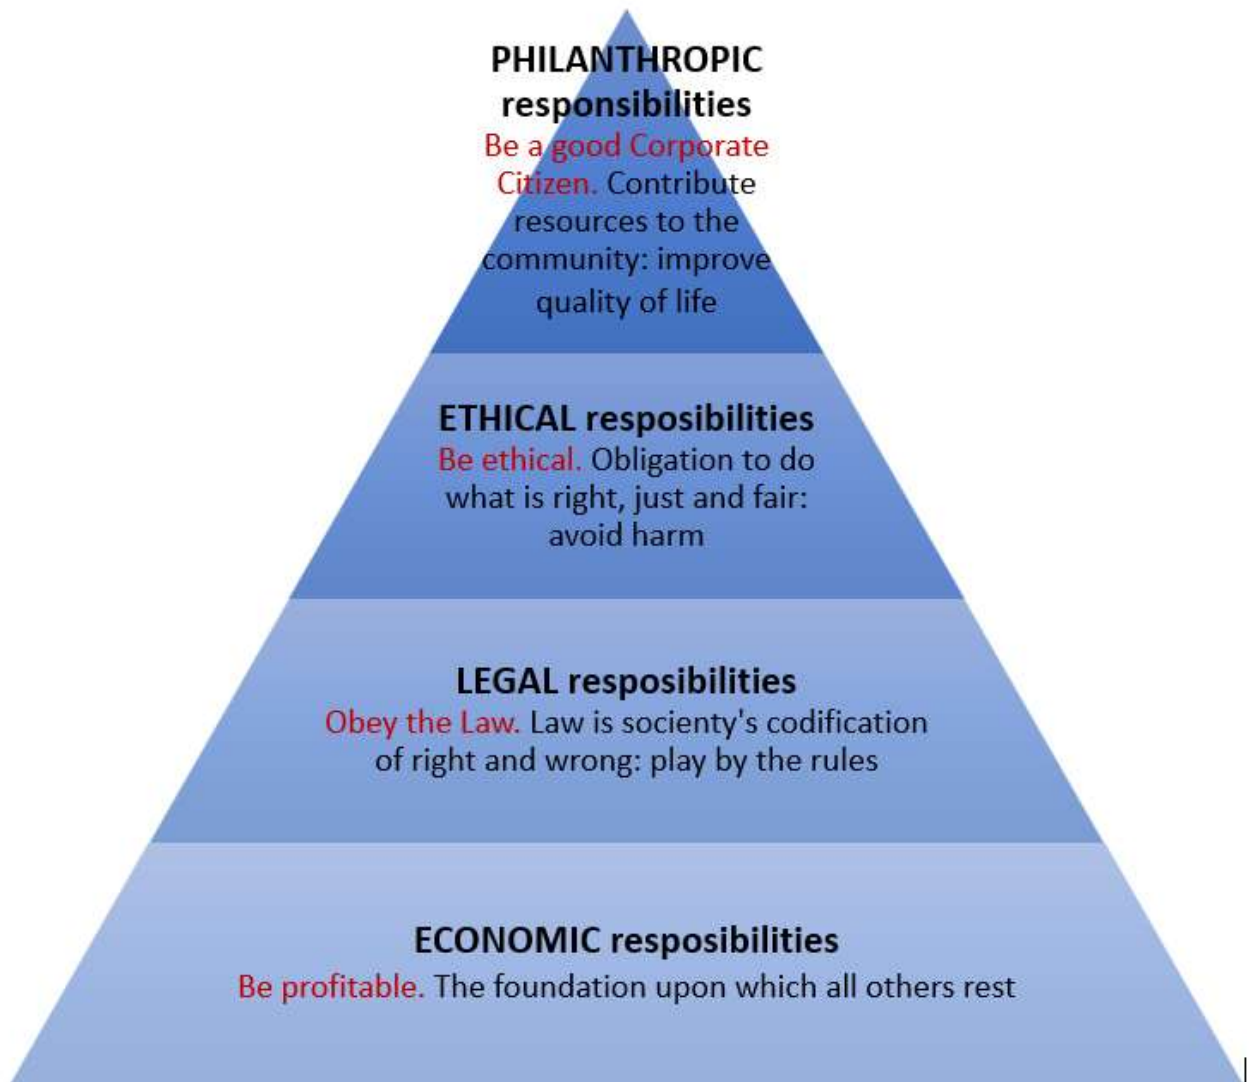 PHILANTHROPIC
responsibilities
Be a good Corporate
Citizen. Contribute
resources to the
community: improve
quality of life
ETHICAL resposibilities
Be ethical. Obligation to do
what is right, just and fair:
avoid harm
LEGAL resposibilities
Obey the Law. Law is socienty's codification
of right and wrong: play by the rules
ECONOMIC resposibilities
Be profitable. The foundation upon which all others rest